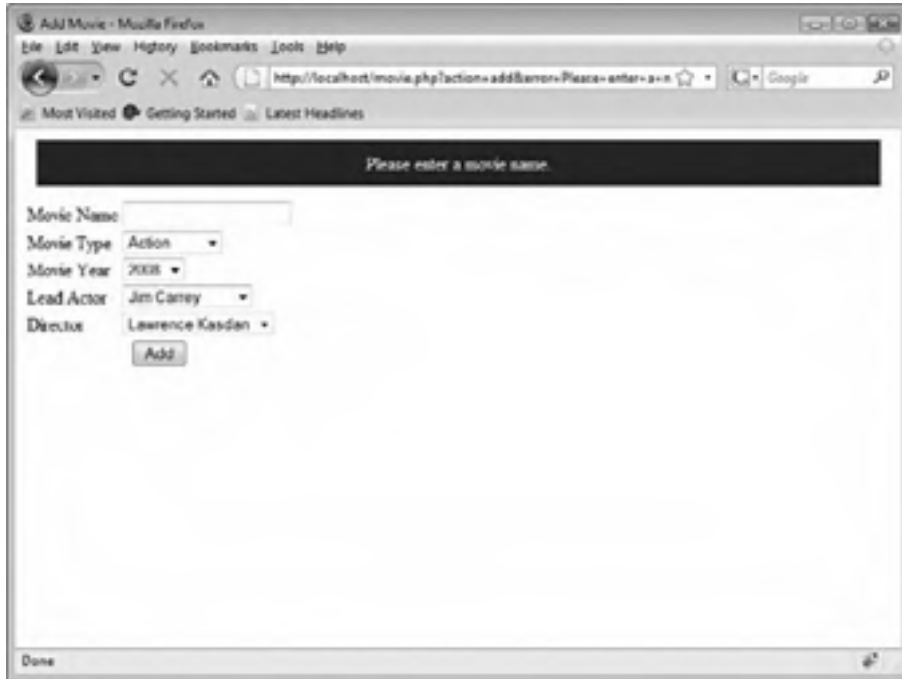 Add Movie - Mozilla Firefox
File Edit View History Bookmarks Tools Help
http://localhost/movie.php?action=add&error=Please+enter+a+n
Google
Most Visited Getting Started Latest Headlines
Please enter a movie name.
Movie Name
Movie Type Action
Movie Year 2008
Lead Actor Jim Carrey
Director Lawrence Kasdan
Add
Done